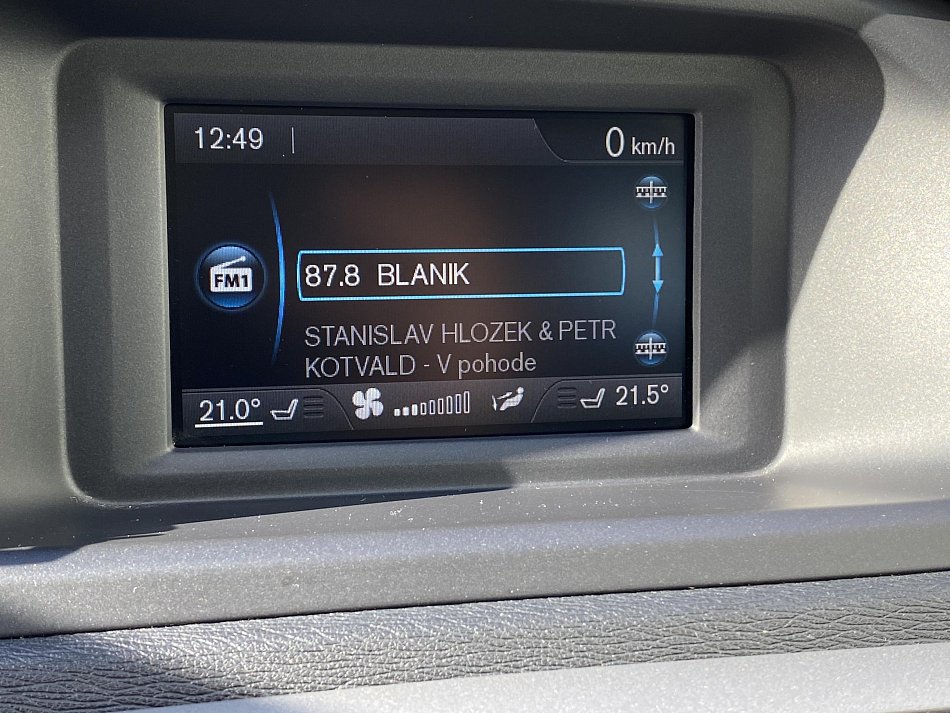 12:49
0 km/h
FM1
87.8 BLANIK
STANISLAV HLOZEK & PETR
KOTVALD - V pohode
21.0°
21.5°